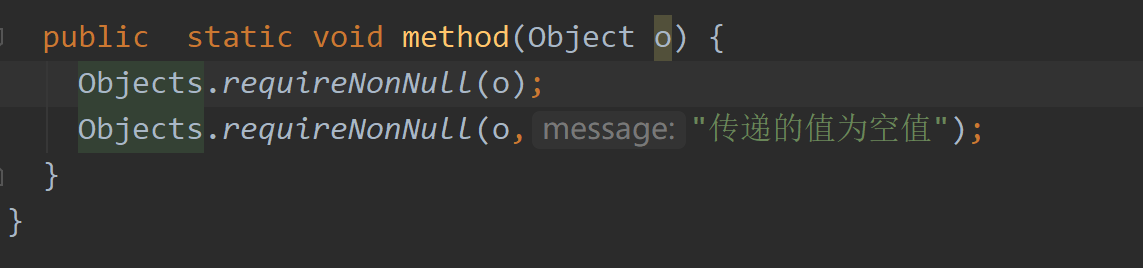 public  static void method(Object o) {
Objects.requireNonNull(o);
Objects.requireNonNull(o, message: "传递的值为空值");
}
}